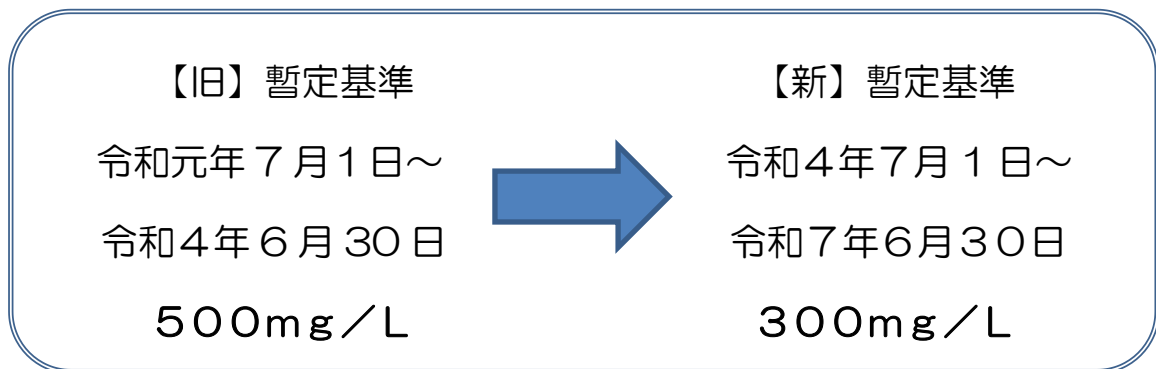 【旧】暫定基準
令和元年７月１日～
令和４年６月30日
５００ｍｇ／Ｌ
【新】暫定基準
令和４年７月１日～
令和７年６月３０日
３００ｍｇ／Ｌ